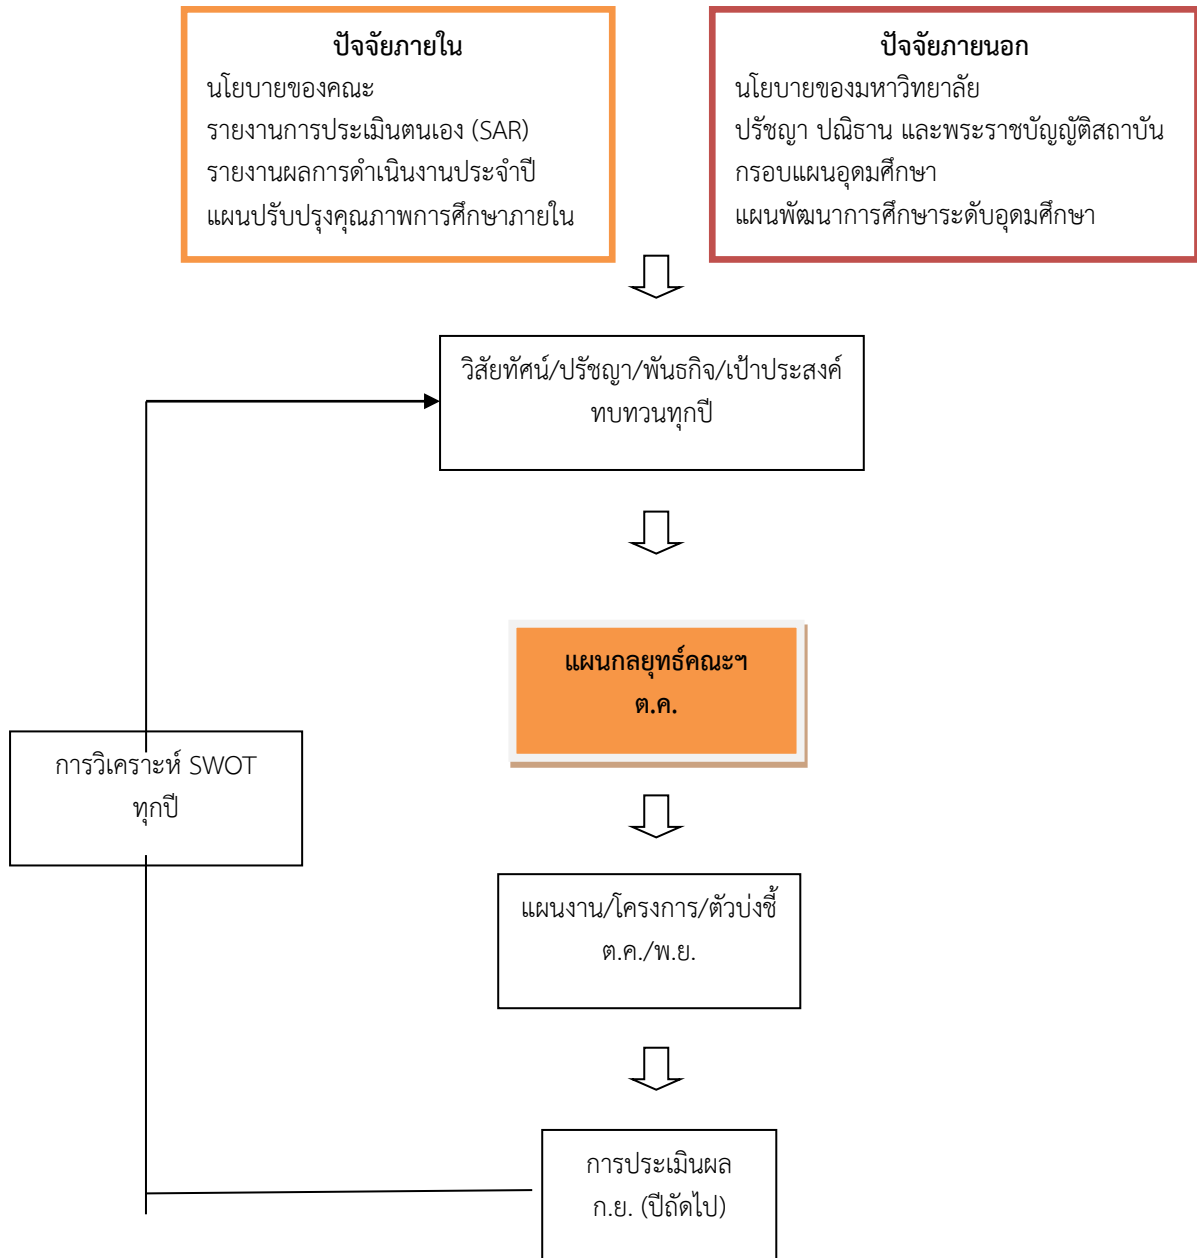 ปัจจัยภายใน
นโยบายของคณะ
รายงานการประเมินตนเอง (SAR)
รายงานผลการดำเนินงานประจำปี
แผนปรับปรุงคุณภาพการศึกษาภายใน
ปัจจัยภายนอก
นโยบายของมหาวิทยาลัย
ปรัชญา ปณิธาน และพระราชบัญญัติสถาบัน
กรอบแผนอุดมศึกษา
แผนพัฒนาการศึกษาระดับอุดมศึกษา
วิสัยทัศน์/ปรัชญา/พันธกิจ/เป้าประสงค์
ทบทวนทุกปี
แผนกลยุทธ์คณะฯ
ต.ค.
การวิเคราะห์ SWOT
ทุกปี
แผนงาน/โครงการ/ตัวบ่งชี้
ต.ค./พ.ย.
การประเมินผล
ก.ย. (ปีถัดไป)